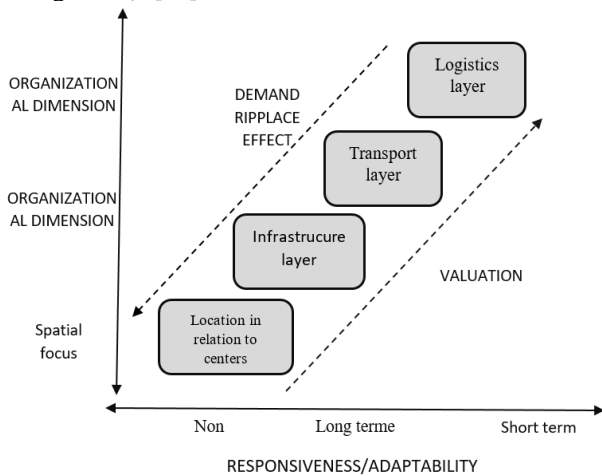 ORGANIZATION
AL DIMENSION
DEMAND
RIPPLACE
EFFECT
Logistics
layer
Transport
layer
ORGANIZATION
AL DIMENSION
Infrastrucure
layer
VALUATION
Spatial
focus
Location in
relation to
centers
Non
Long terme
Short term
RESPONSIVENESS/ADAPTABILITY